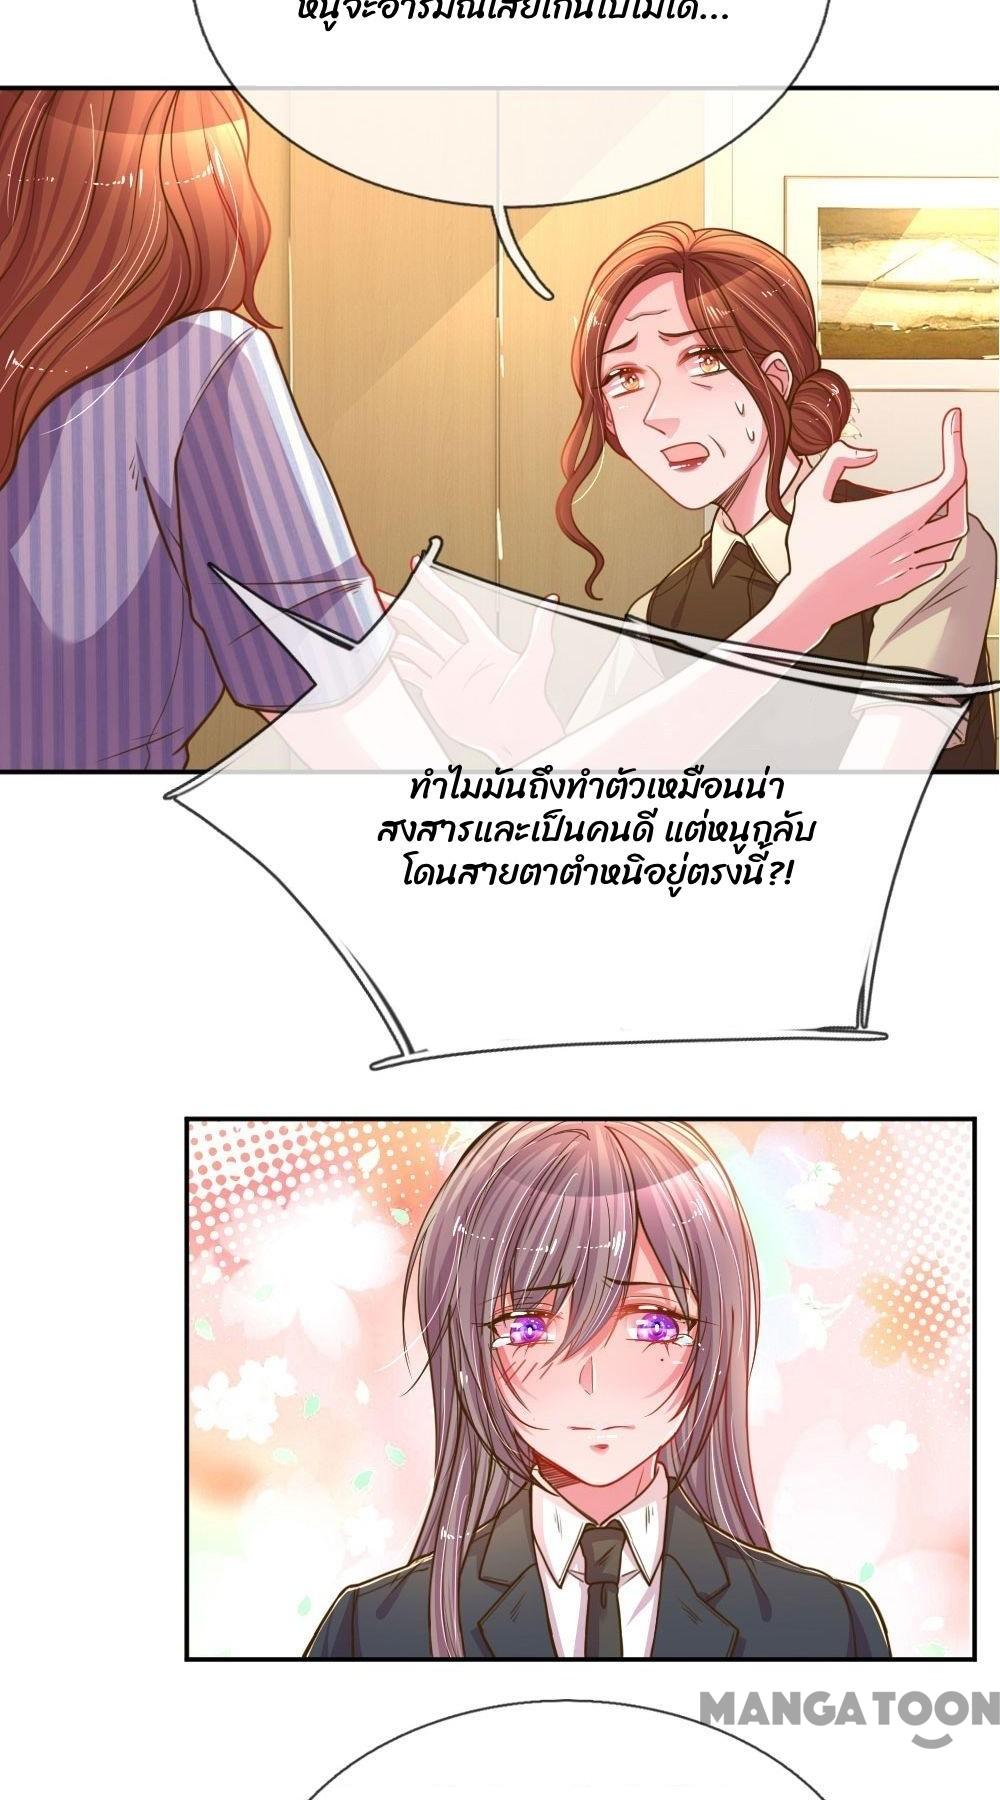 หนูจะอารมณ์เสียเกินไปไม่ได้...
ทำไมมันถึงทำตัวเหมือนน่า
สงสารและเป็นคนดี แต่หนูกลับ
โดนสายตาตำหนิอยู่ตรงนี้?!
MANGATOON